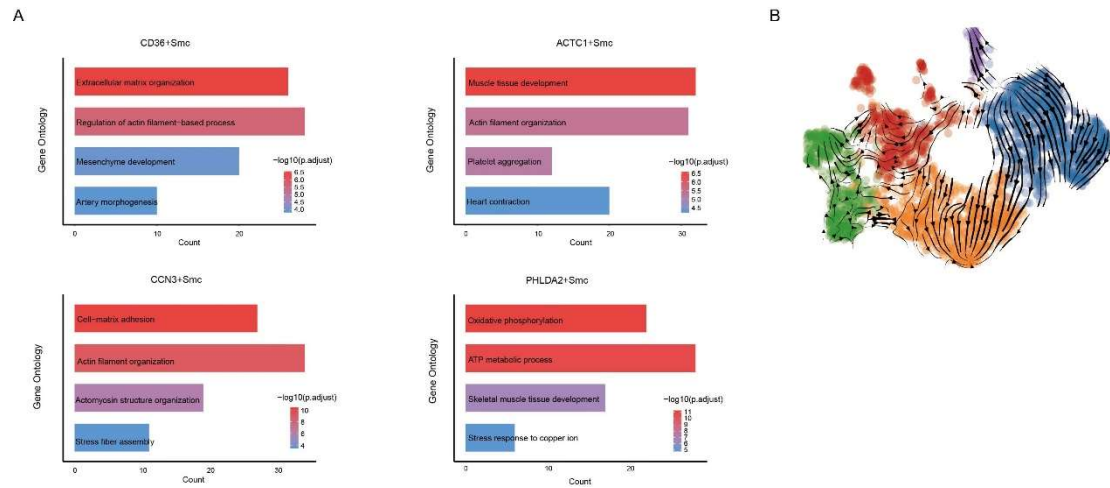 A
CD36+Smc
Gene Ontology
Extracellular matrix organization
Regulation of actin filament-based process
Mesenchyme development
Artery morphogenesis
-log10(p.adjust)
6.5
6.0
5.5
5.0
4.5
4.0
0
10
20
Count
ACTC1+Smc
Gene Ontology
Muscle tissue development
Actin filament organization
Platelet aggregation
Heart contraction
-log10(p.adjust)
6.5
6.0
5.5
5.0
4.5
0
10
20
30
Count
B
CCN3+Smc
Gene Ontology
Cell-matrix adhesion
Actin filament organization
Actomyosin structure organization
Stress fiber assembly
-log10(p.adjust)
10
8
6
4
0
10
20
30
Count
PHLDA2+Smc
Gene Ontology
Oxidative phosphorylation
ATP metabolic process
Skeletal muscle tissue development
Stress response to copper ion
-log10(p.adjust)
11
10
9
8
7
6
5
0
10
20
Count